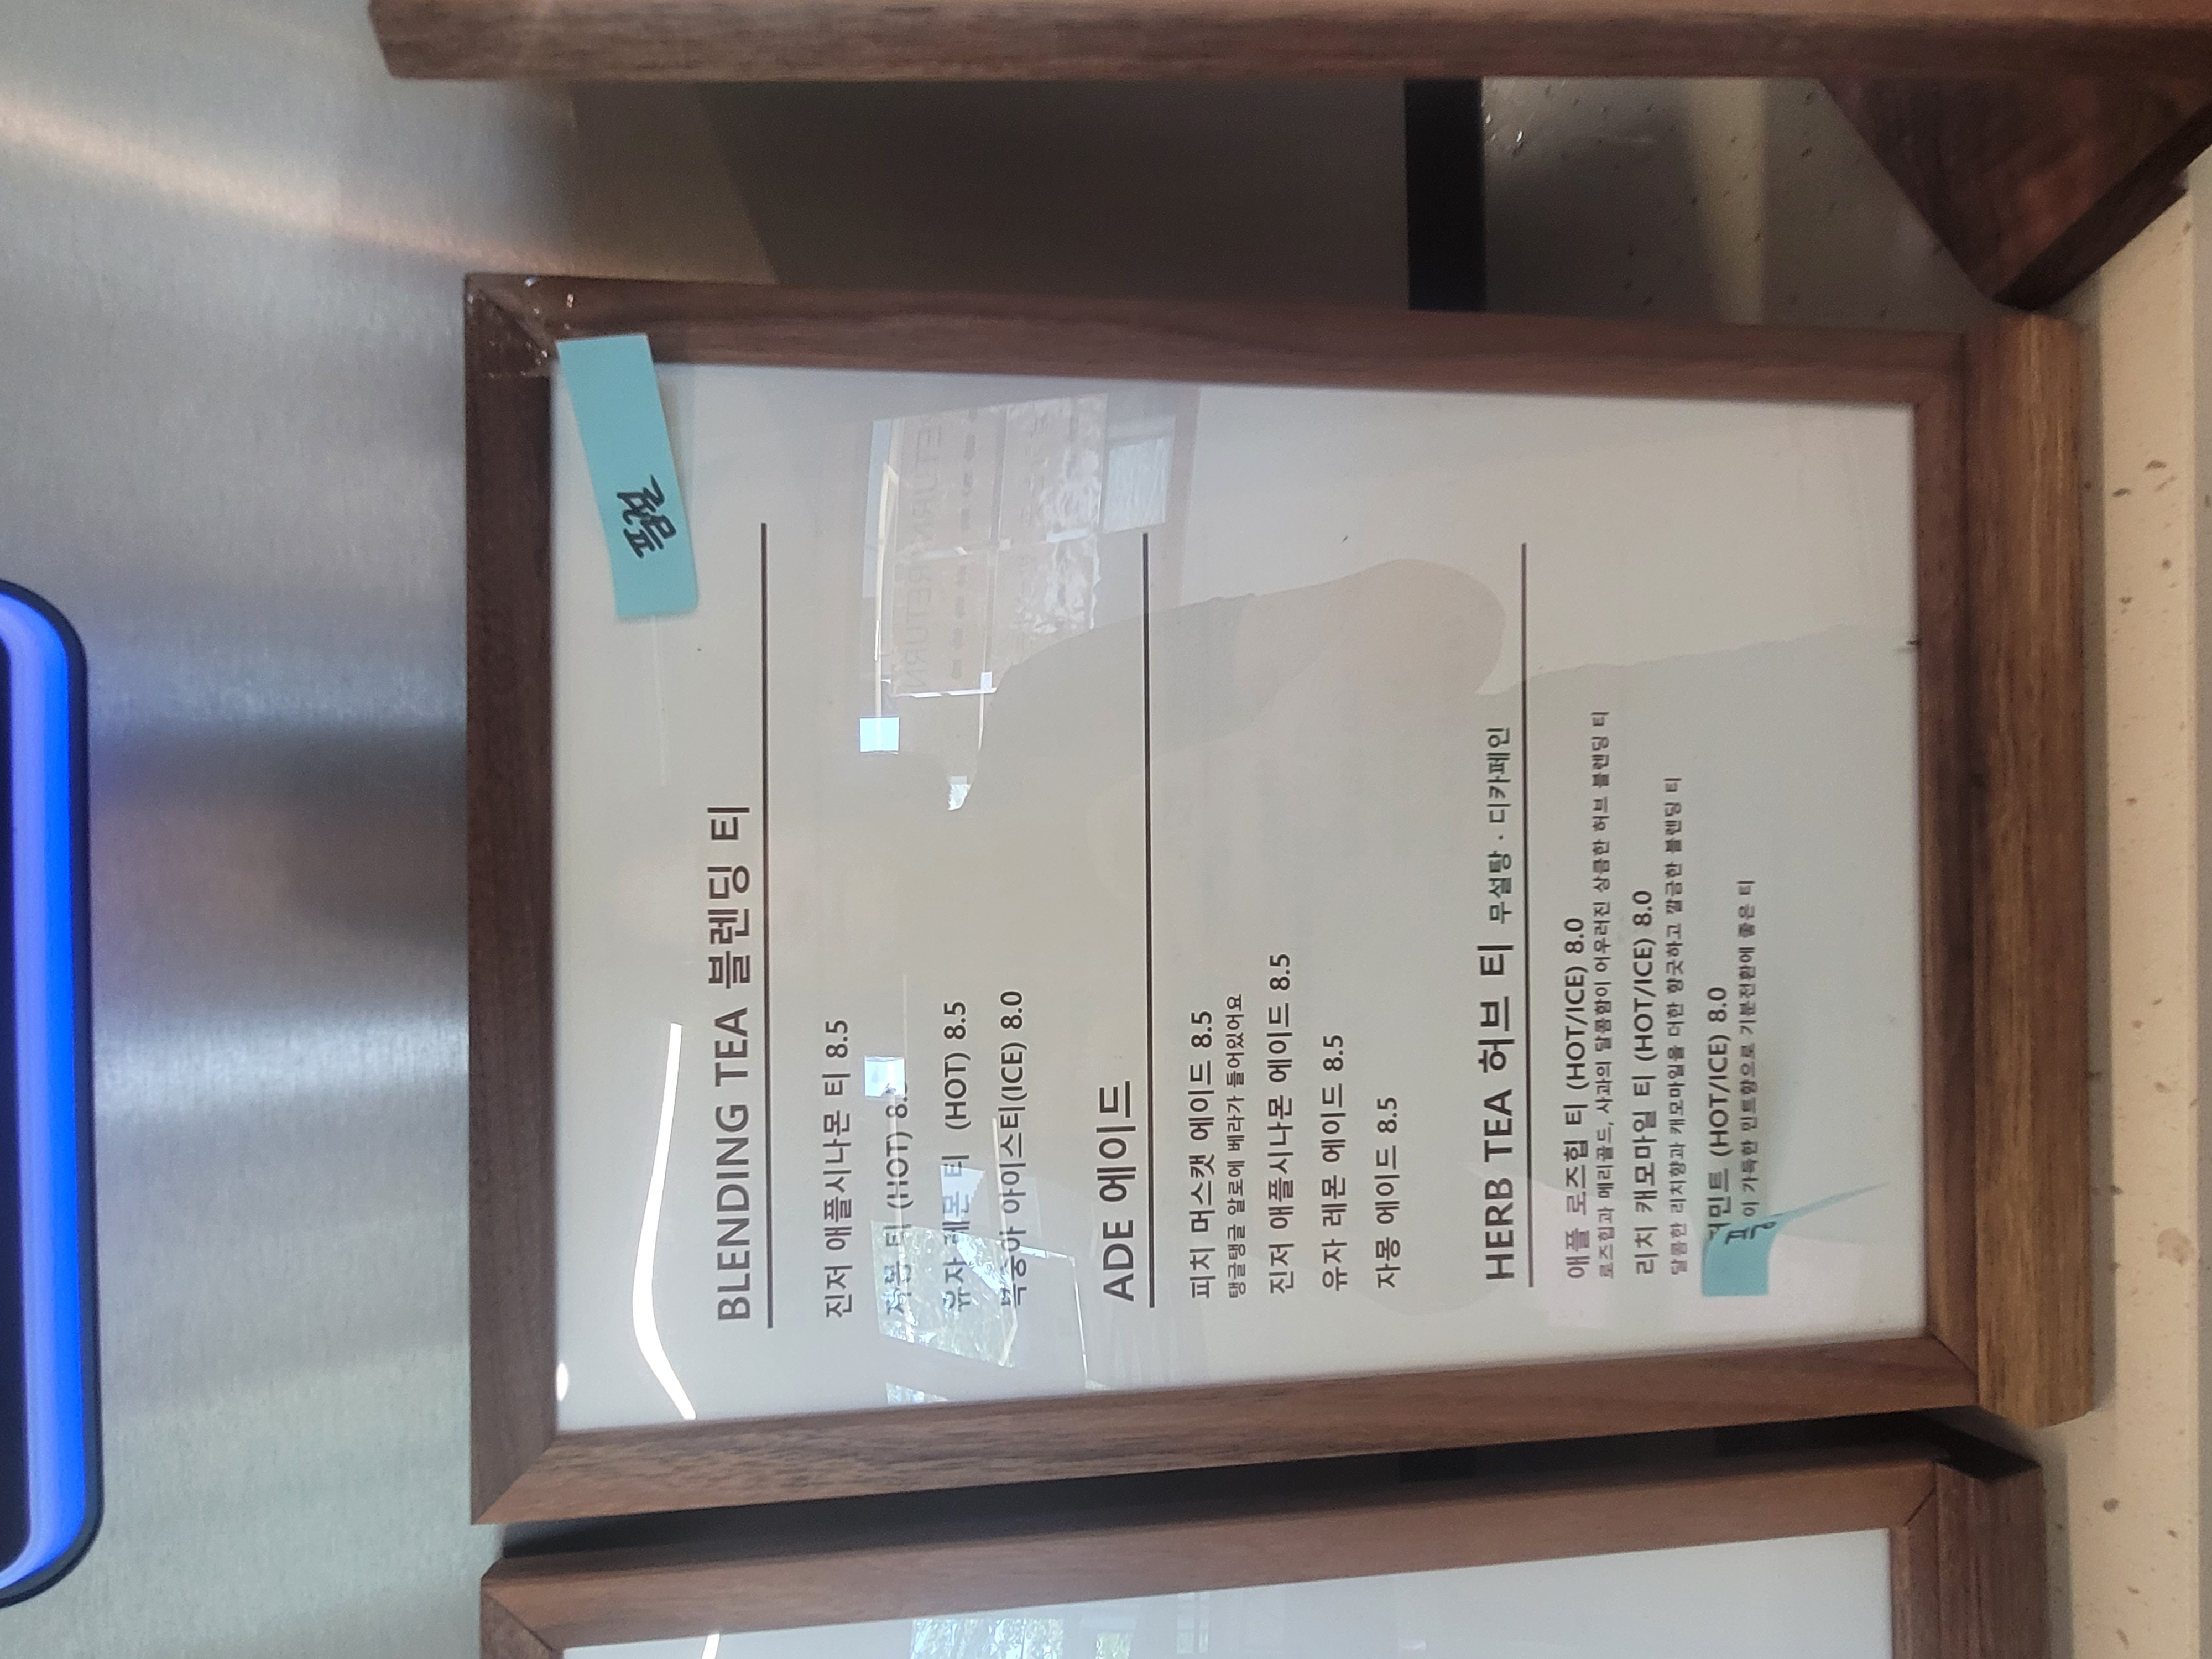 품절
BLENDING TEA 블렌딩 티
진저 애플시나몬 티 8.5
자몽 티 (HOT) 8.5
유자 레몬 티 (HOT) 8.5
복숭아 아이스티(ICE) 8.0
ADE 에이드
피치 머스캣 에이드 8.5
탱글탱글 알로에 베라가 들어있어요
진저 애플시나몬 에이드 8.5
유자 레몬 에이드 8.5
자몽 에이드 8.5
HERB TEA 허브 티 무설탕 · 디카페인
애플 로즈힙 티 (HOT/ICE) 8.0
로즈힙과 메리골드, 사과의 달콤함이 어우러진 상큼한 허브 블렌딩 티
리치 캐모마일 티 (HOT/ICE) 8.0
달콤한 리치향과 캐모마일을 더한 향긋하고 깔끔한 블렌딩 티
민트 (HOT/ICE) 8.0
이 가득한 민트향으로 기분전환에 좋은 티